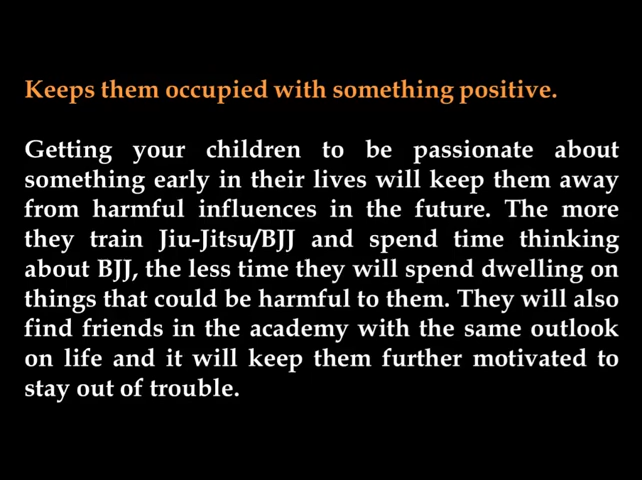 Keeps them occupied with something positive.
Getting your children to be passionate about
something early in their lives will keep them away
from harmful influences in the future. The more
they train Jiu-Jitsu/BJJ and spend time thinking
about BJJ, the less time they will spend dwelling on
things that could be harmful to them. They will also
find friends in the academy with the same outlook
on life and it will keep them further motivated to
stay out of trouble.